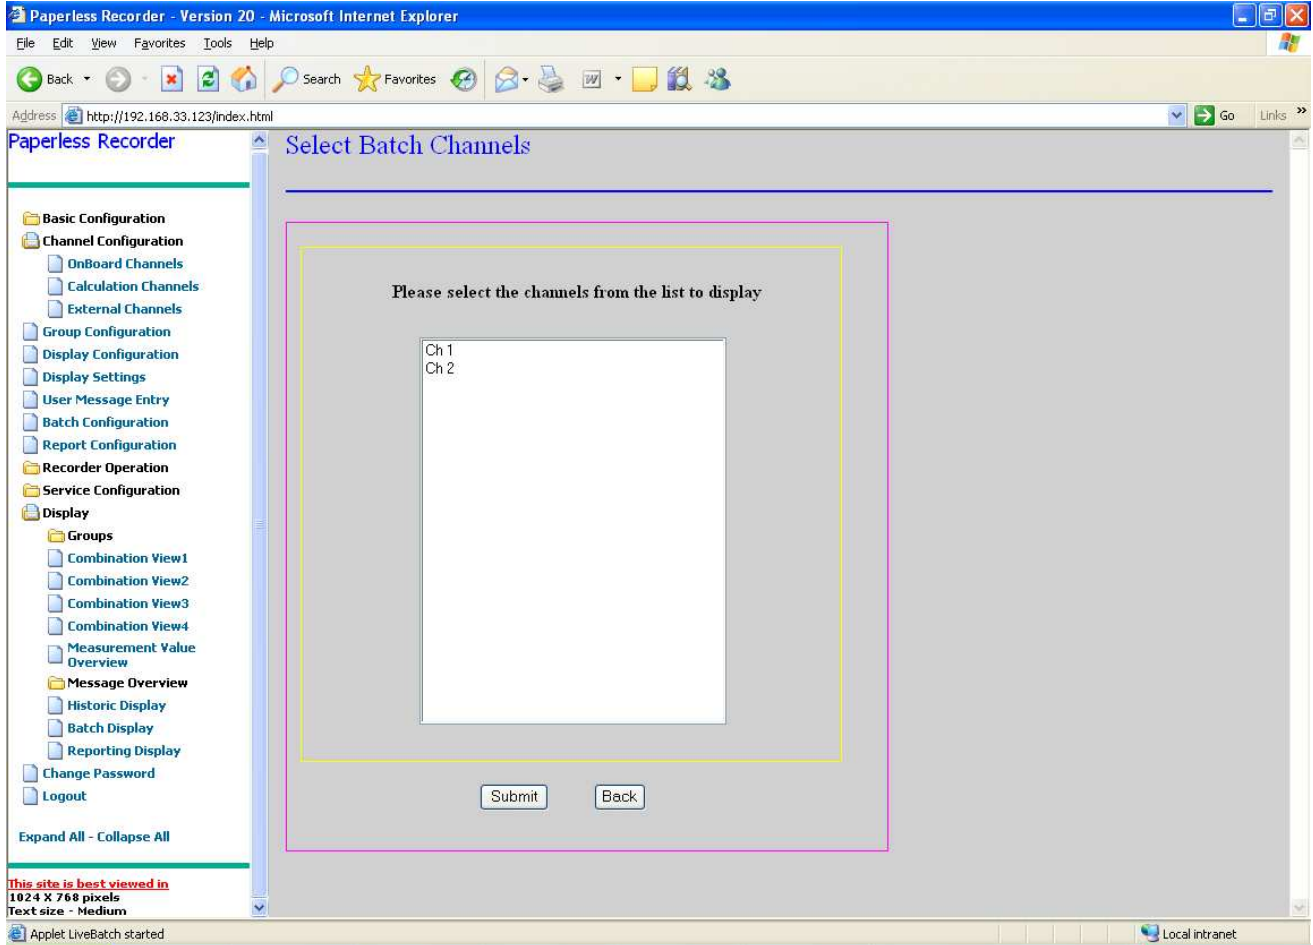 Paperless Recorder - Version 20 - Microsoft Internet Explorer
File Edit View Favorites Tools Help
Back Search Favorites
Address http://192.168.33.123/index.html Go Links »
Paperless Recorder
Select Batch Channels
Basic Configuration
Channel Configuration
OnBoard Channels
Calculation Channels
External Channels
Group Configuration
Display Configuration
Display Settings
User Message Entry
Batch Configuration
Report Configuration
Recorder Operation
Service Configuration
Display
Groups
Combination View1
Combination View2
Combination View3
Combination View4
Measurement Value
Overview
Message Overview
Historic Display
Batch Display
Reporting Display
Change Password
Logout
Expand All - Collapse All
This site is best viewed in
1024 X 768 pixels
Text size - Medium
Please select the channels from the list to display
Ch 1
Ch 2
Submit Back
Applet LiveBatch started Local intranet